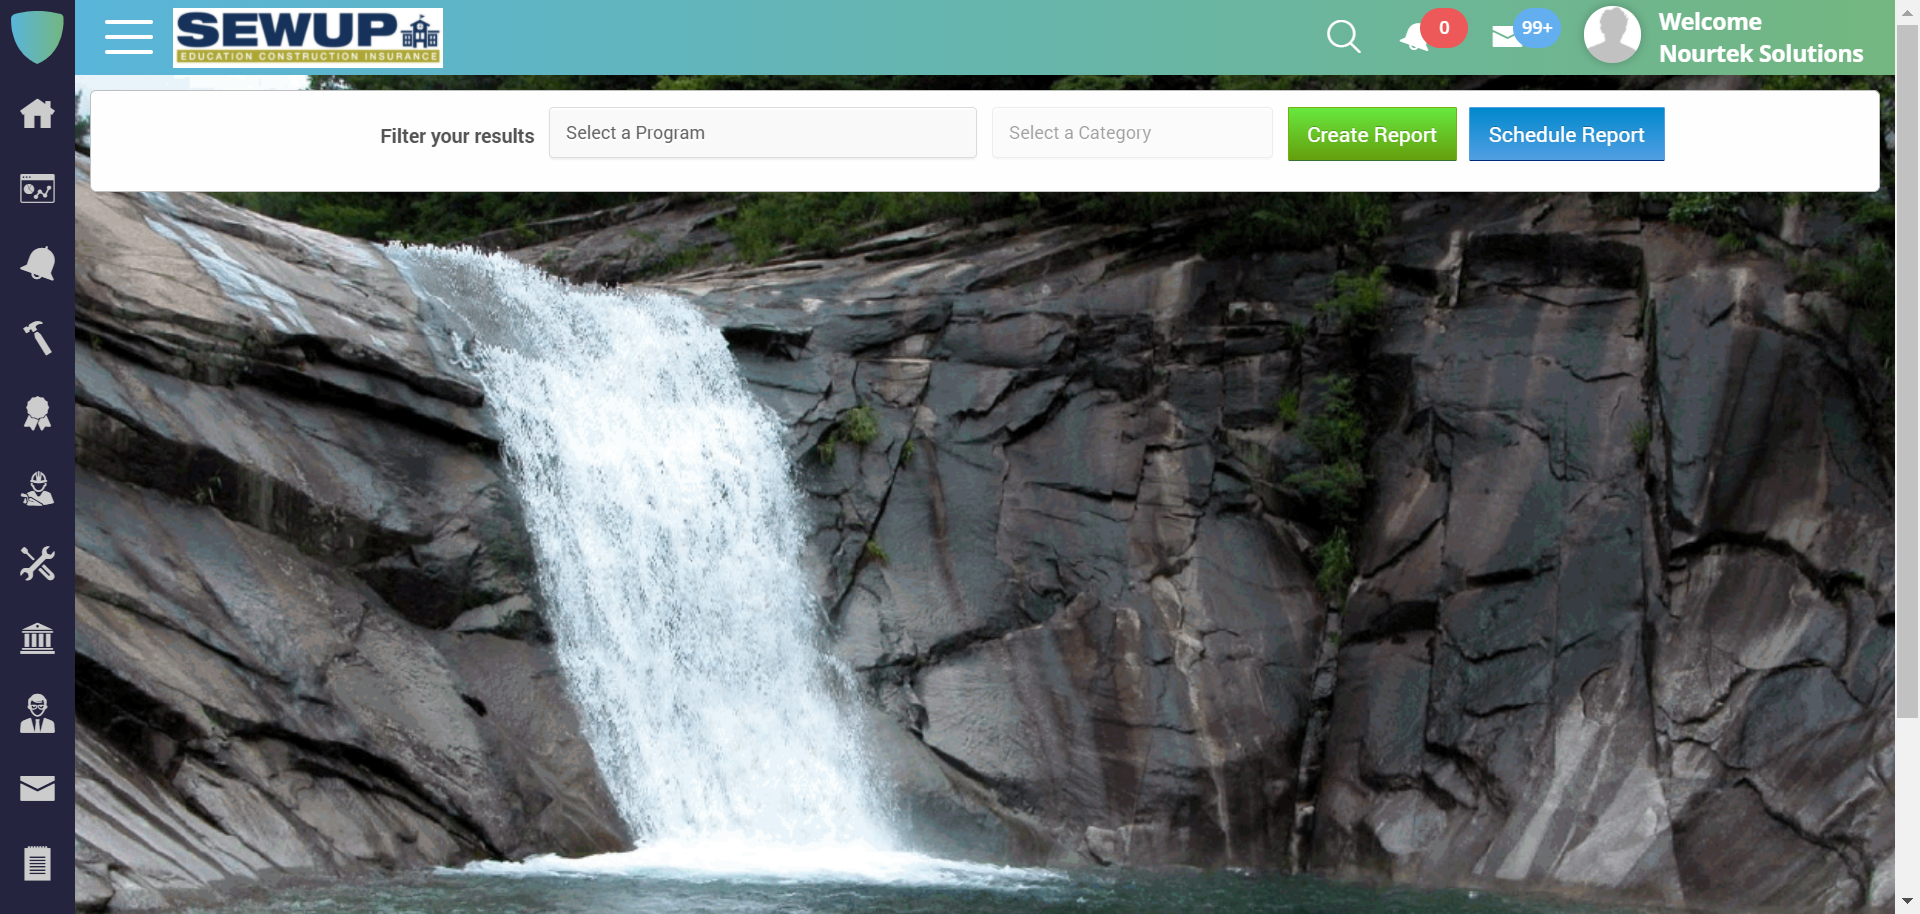 SEWUP
EDUCATION CONSTRUCTION INSURANCE
0
99+
Welcome
Nourtek Solutions
Filter your results
Select a Program
Select a Category
Create Report
Schedule Report